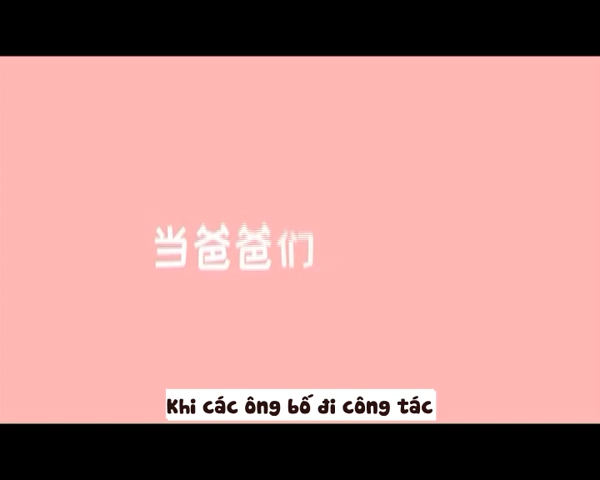 当爸爸们
Khi các ông bố đi công tác